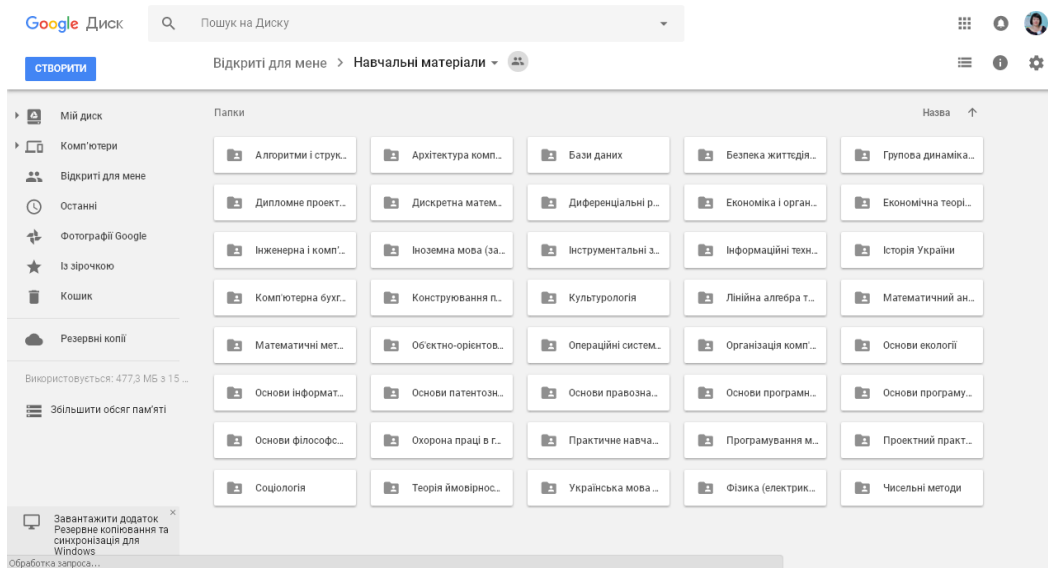 Google Диск
Пошук на Диску
СТВОРИТИ
Відкриті для мене > Навчальні матеріали
Мій диск
Комп'ютери
Відкриті для мене
Останні
Фотографії Google
Із зірочкою
Кошик
Резервні копії
Використовується: 477,3 МБ з 15 ...
Збільшити обсяг пам'яті
Завантажити додаток
Резервне копіювання та
синхронізація для
Windows
Обработка запроса...
Папки
Назва
Алгоритми і струк... Архітектура комп... Бази даних Безпека життєдія... Групова динаміка...
Дипломне проект... Дискретна матем... Диференціальні р... Економіка і орган... Економічна теорі...
Інженерна і комп'... Іноземна мова (за... Інструментальні з... Інформаційні техн... Історія України
Комп'ютерна бухг... Конструювання п... Культурологія Лінійна алгебра т... Математичний ан...
Математичні мет... Об'єктно-орієнтов... Операційні систем... Організація комп'... Основи екології
Основи інформат... Основи патентозн... Основи правозна... Основи програмн... Основи програму...
Основи філософс... Охорона праці в г... Практичне навча... Програмування м... Проектний практ...
Соціологія Теорія ймовірнос... Українська мова ... Фізика (електрик... Чисельні методи